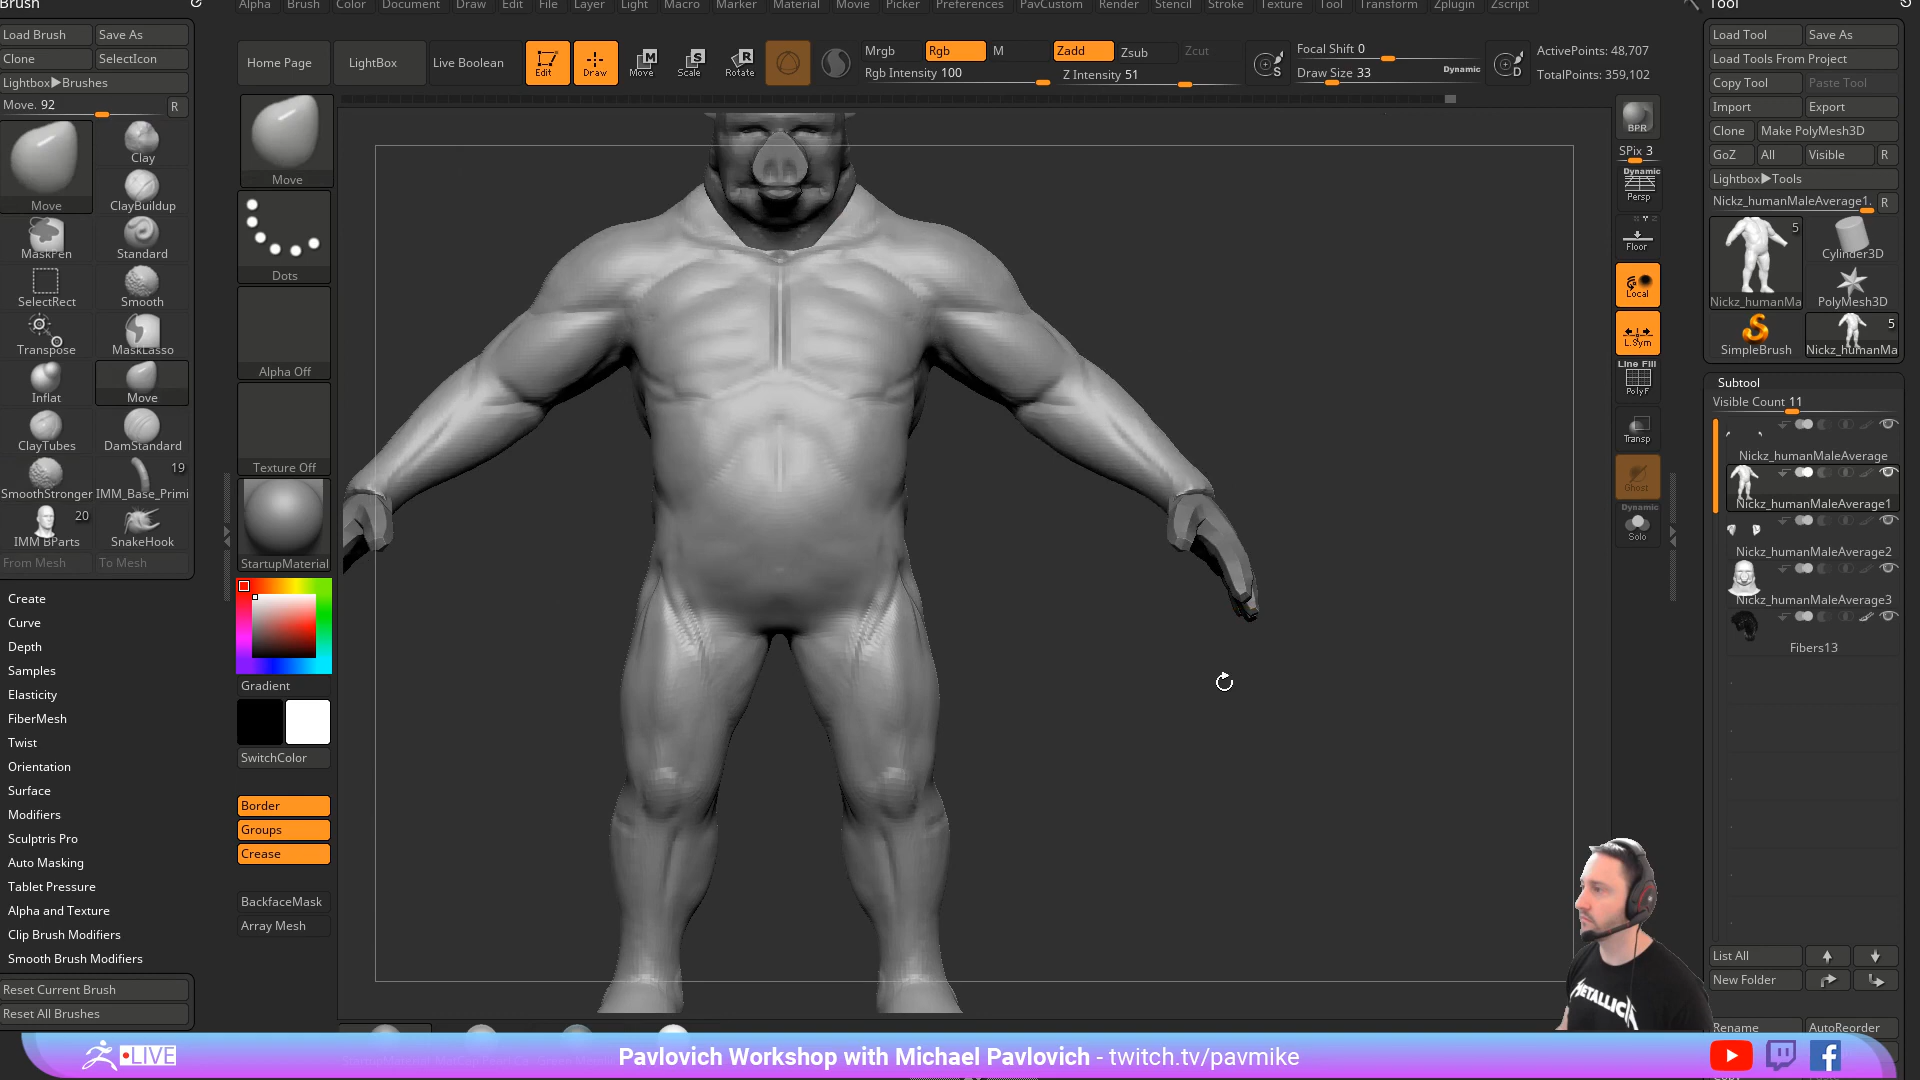 Brush
Alpha Brush Color Document Draw Edit File Layer Light Macro Marker Material Movie Picker Preferences PavCustom Render Stencil Stroke Texture Tool Transform Zplugin Zscript
Tool
Load Brush Save As
Clone SelectIcon
Lightbox▶Brushes
Move. 92 R
Move
Clay
ClayBuildup
MaskPen Standard
SelectRect Smooth
Transpose MaskLasso
Inflat Move
ClayTubes DamStandard
19
SmoothStronger IMM_Base_Primi
20
IMM BParts SnakeHook
From Mesh To Mesh
Create
Curve
Depth
Samples
Elasticity
FiberMesh
Twist
Orientation
Surface
Modifiers
Sculptris Pro
Auto Masking
Tablet Pressure
Alpha and Texture
Clip Brush Modifiers
Smooth Brush Modifiers
Reset Current Brush
Reset All Brushes
Home Page LightBox Live Boolean
Edit Draw Move Scale Rotate
Mrgb Rgb M Zadd Zsub Zcut
Rgb Intensity 100 Z Intensity 51
Focal Shift 0
Draw Size 33 Dynamic
ActivePoints: 48,707
TotalPoints: 359,102
Move
Dots
Alpha Off
Texture Off
StartupMaterial
Gradient
SwitchColor
Border
Groups
Crease
BackfaceMask
Array Mesh
BPR
SPix 3
Dynamic
Persp
Floor
Local
L.Sym
Line Fill
PolyF
Transp
Ghost
Dynamic
Solo
Load Tool Save As
Load Tools From Project
Copy Tool Paste Tool
Import Export
Clone Make PolyMesh3D
GoZ All Visible R
Lightbox▶Tools
Nickz_humanMaleAverage1. R
5
Nickz_humanMa
Cylinder3D
PolyMesh3D
SimpleBrush
5
Nickz_humanMa
Subtool
Visible Count 11
Nickz_humanMaleAverage
Nickz_humanMaleAverage1
Nickz_humanMaleAverage2
Nickz_humanMaleAverage3
Fibers13
List All
New Folder
Rename AutoReorder
METALLICA
LIVE
Pavlovich Workshop with Michael Pavlovich - twitch.tv/pavmike